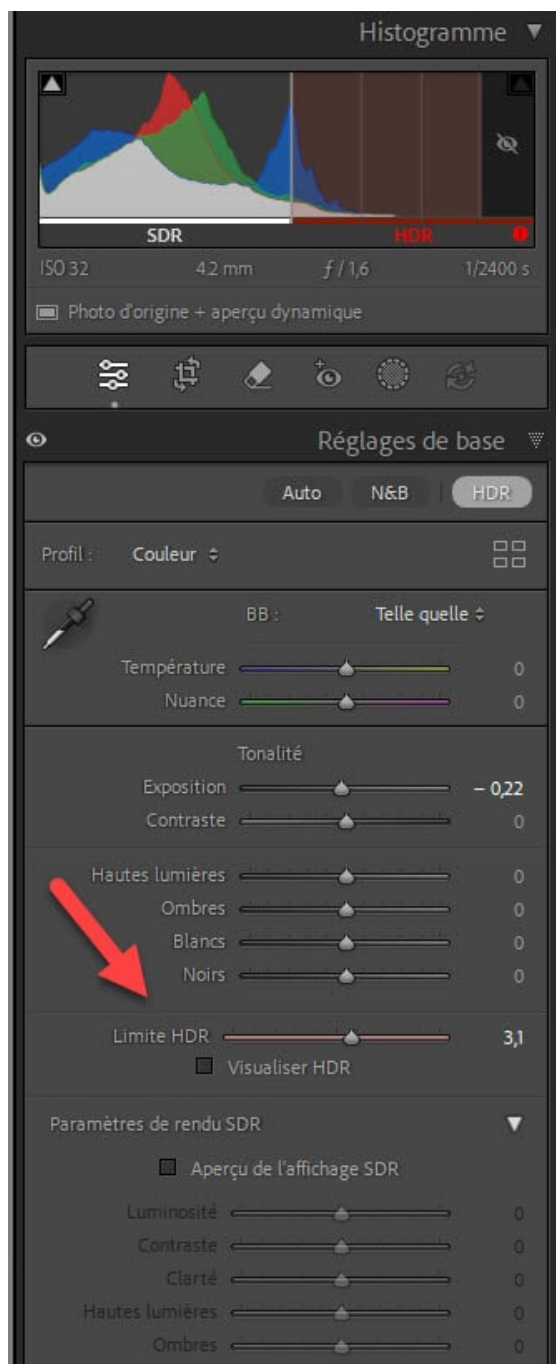 Histogramme ▼
SDR HDR
ISO 32 4.2 mm ƒ / 1,6 1/2400 s
Photo d'origine + aperçu dynamique
Réglages de base
Auto N&B HDR
Profil : Couleur
BB : Telle quelle
Température 0
Nuance 0
Tonalité
Exposition – 0,22
Contraste 0
Hautes lumières 0
Ombres 0
Blancs 0
Noirs 0
Limite HDR 3,1
Visualiser HDR
Paramètres de rendu SDR ▼
Aperçu de l'affichage SDR
Luminosité 0
Contraste 0
Clarté 0
Hautes lumières 0
Ombres 0